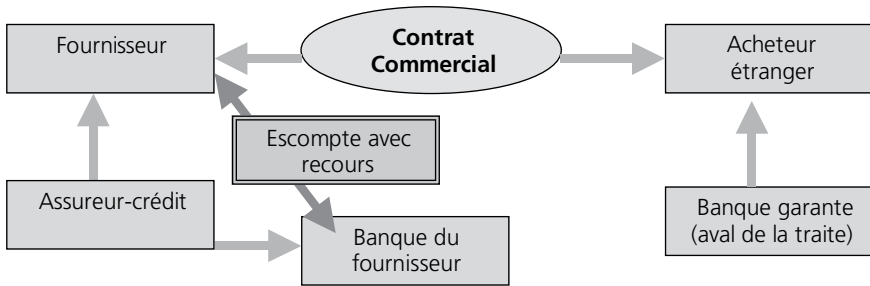 Fournisseur
Contrat
Commercial
Acheteur
étranger
Escompte avec
recours
Assureur-crédit
Banque du
fournisseur
Banque garante
(aval de la traite)